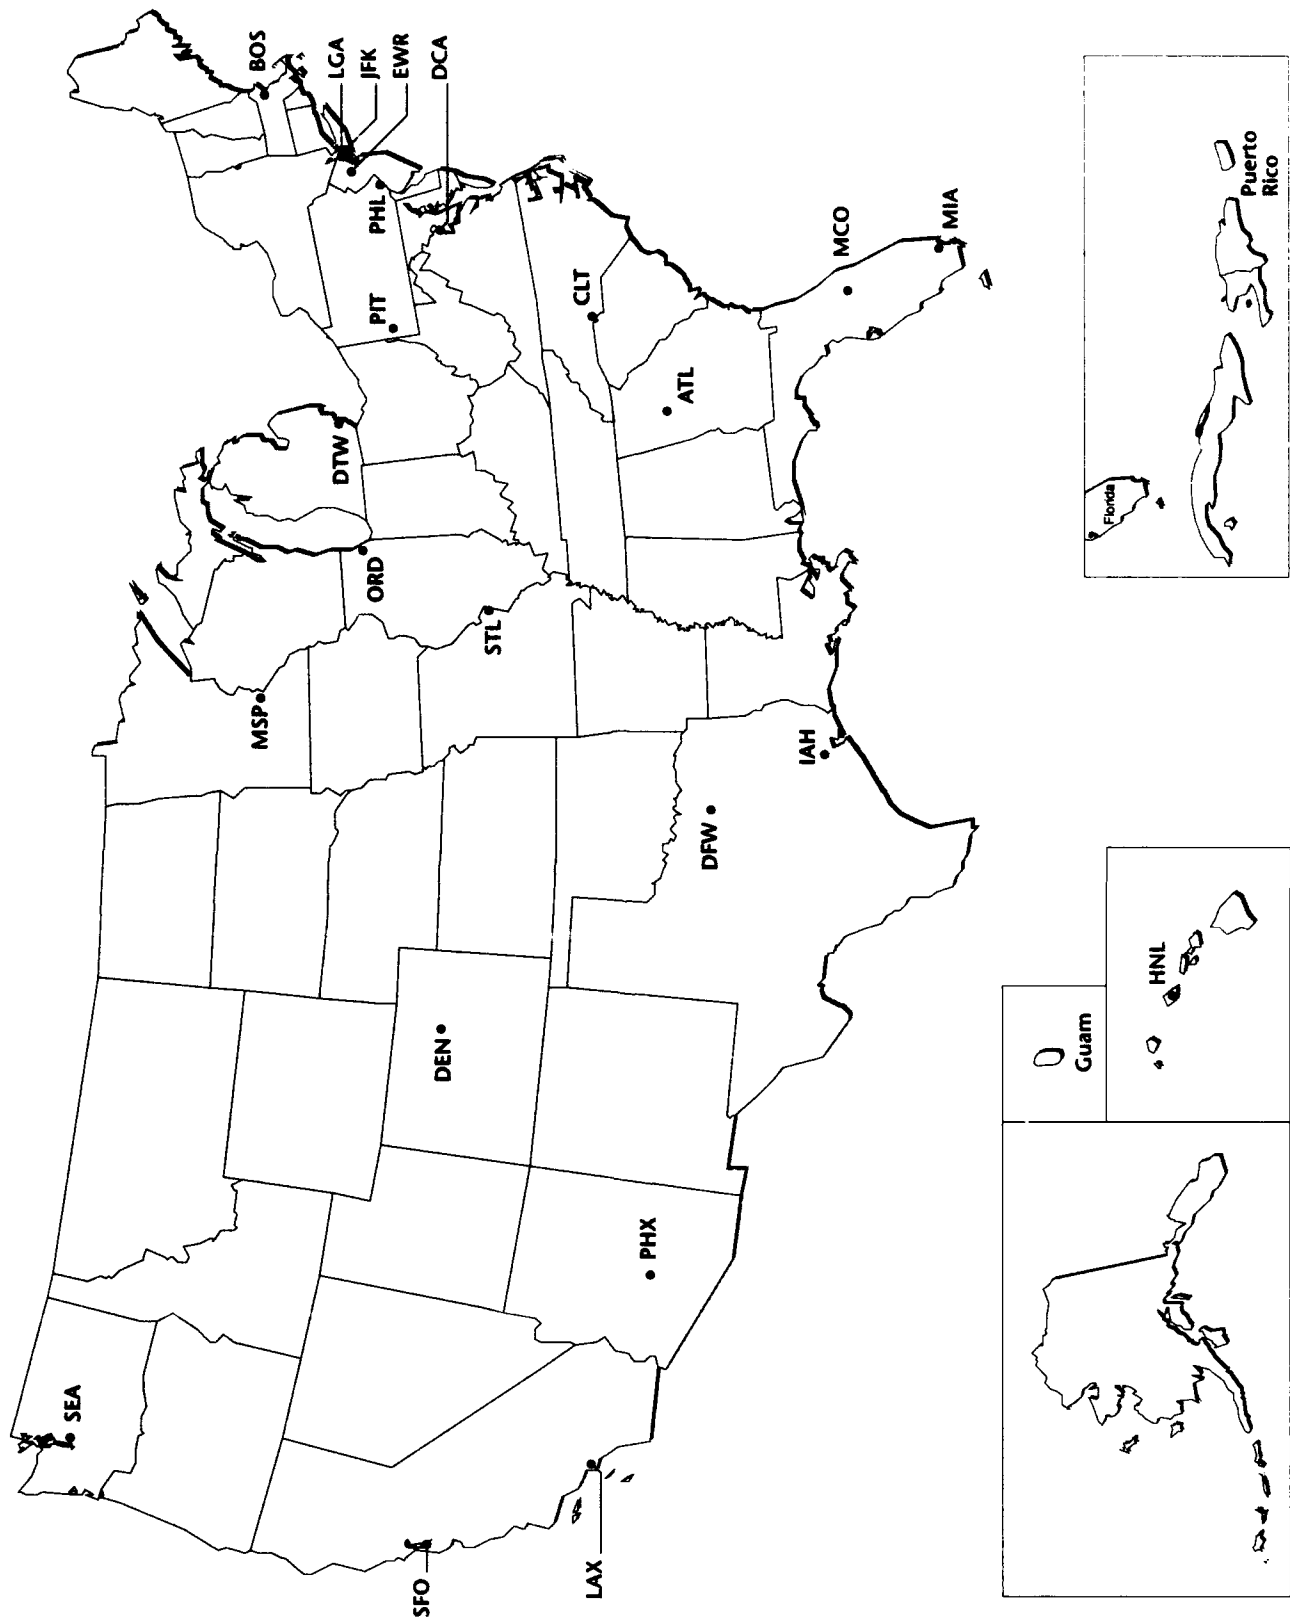 SEA
SFO
LAX
PHX
DEN
MSP
DFW
IAH
STL
ORD
DTW
ATL
PIT
CLT
PHL
BOS
LGA
JFK
EWR
DCA
MCO
MIA
Guam
HNL
Florida
Puerto
Rico